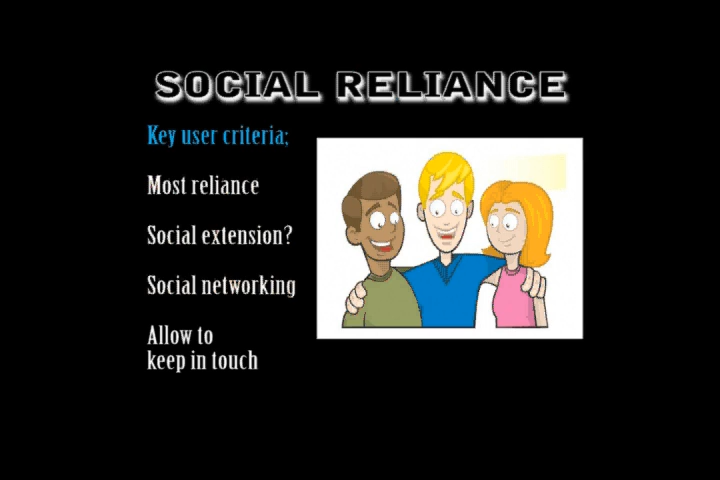 SOCIAL RELIANCE
Key user criteria;
Most reliance
Social extension?
Social networking
Allow to
keep in touch